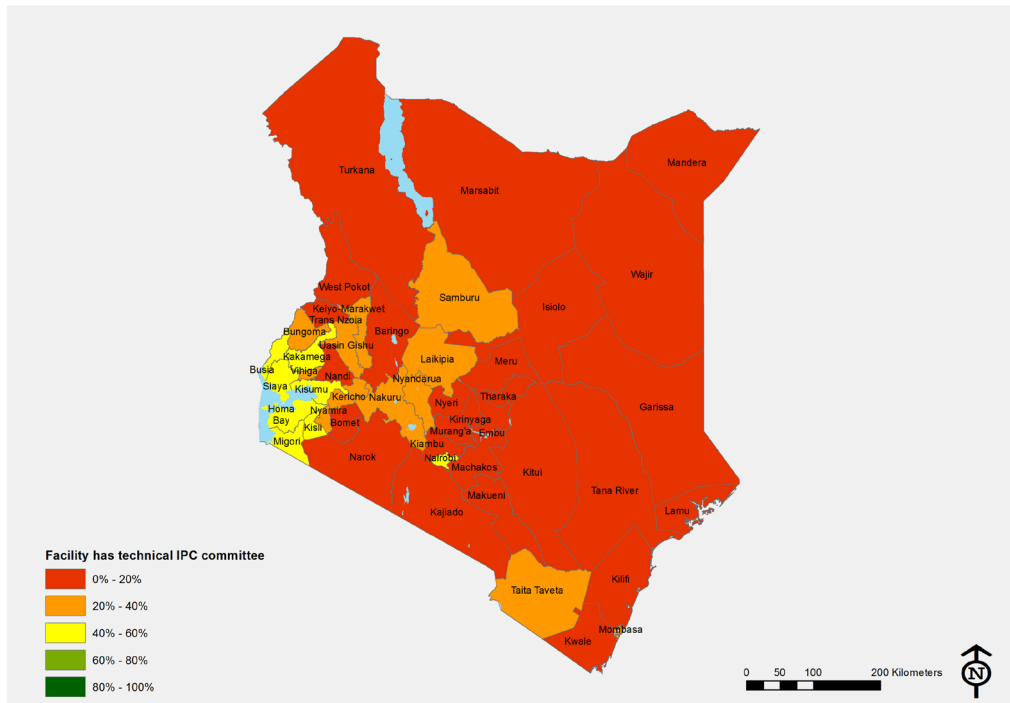 Mandera
Turkana
Marsabit
Wajir
West Pokot
Samburu
Isiolo
Keiyo-Marakwet
Trans Nzoia
Bungoma
Baringo
Uasin Gishu
Kakamega
Laikipia
Meru
Busia
Vihiga
Nandi
Nyandarua
Siaya
Kisumu
Kericho
Nakuru
Nyeri
Tharaka
Homa
Bay
Nyamira
Garissa
Kirinyaga
Bomet
Kisii
Murang'a
Embu
Migori
Kiambu
Narok
Nairobi
Machakos
Kitui
Makueni
Tana River
Kajiado
Lamu
Facility has technical IPC committee
0% - 20%
Kilifi
Taita Taveta
20% - 40%
40% - 60%
Mombasa
Kwale
60% - 80%
0 50 100 200 Kilometers
N
80% - 100%